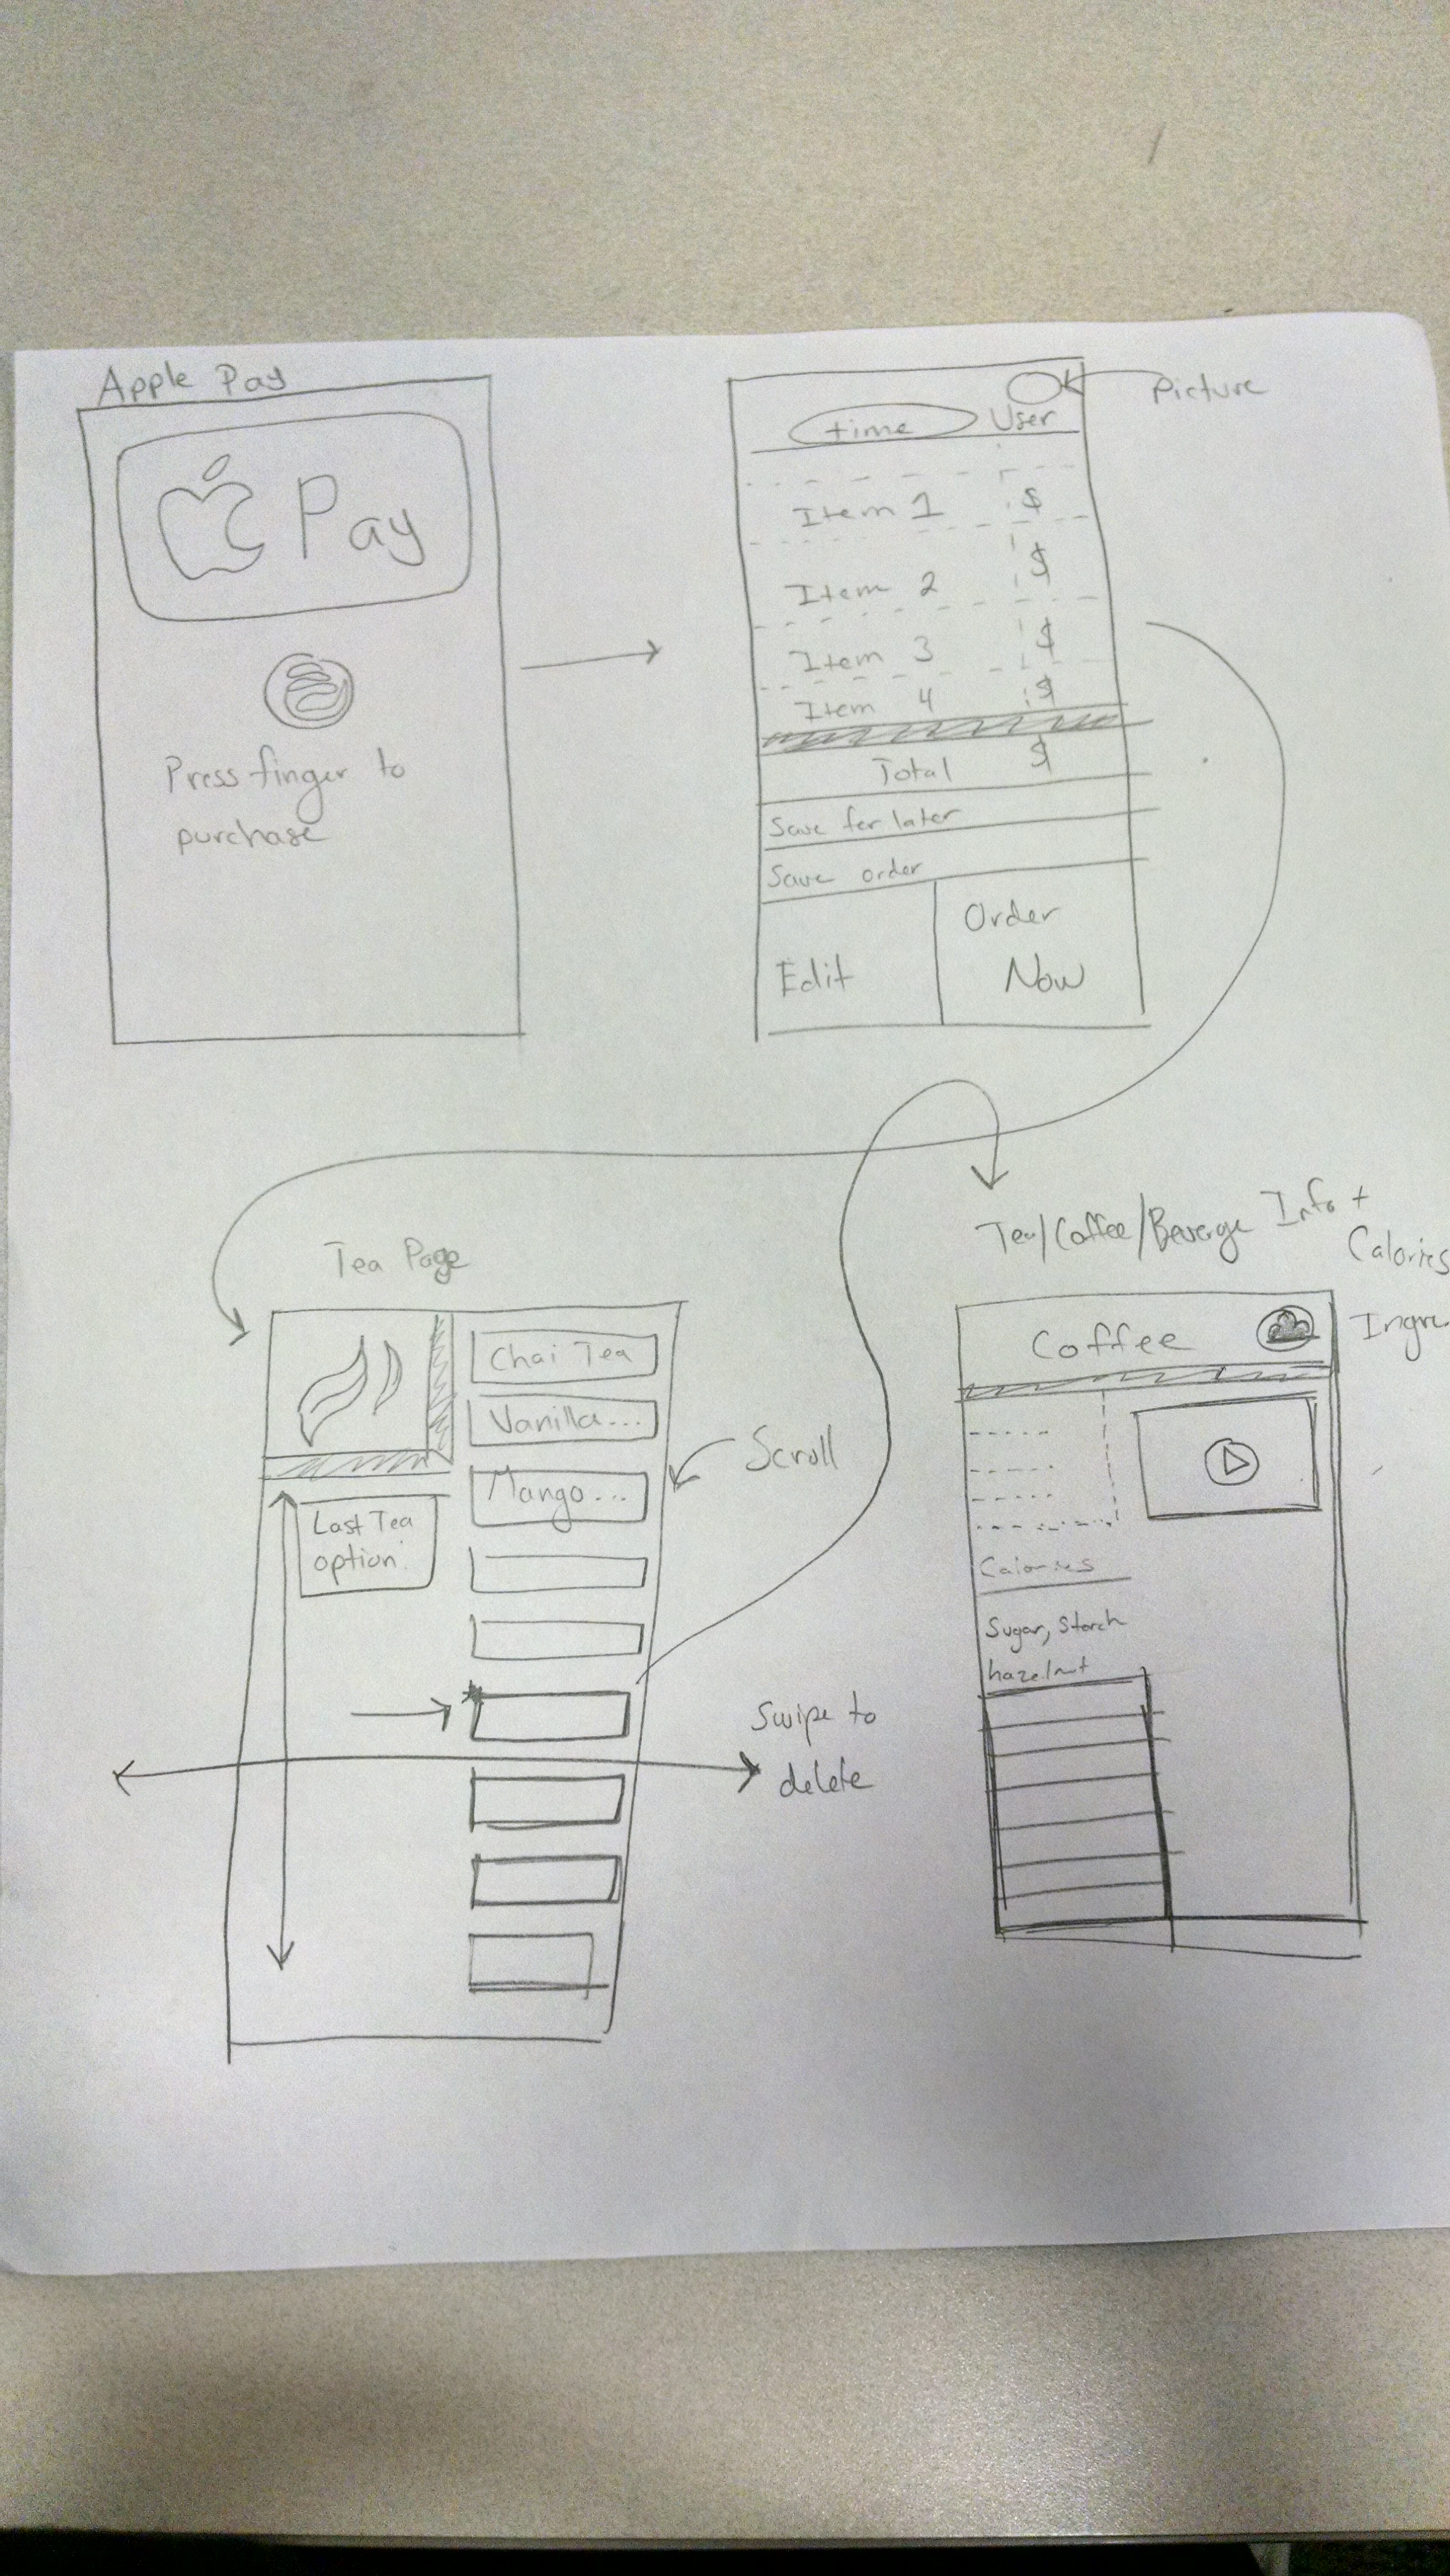 Apple Pay
Pay
Press finger to
purchase
Picture
time User
Item 1 $
Item 2 $
Item 3 $
Item 4 $
Total $
Save for later
Save order
Edit
Order
Now
Tea Page
Chai Tea
Vanilla...
Mango...
Scroll
Last Tea
option
Swipe to
delete
Tea/Coffee/Beverage Info +
Calories
Ingre
Coffee
Calories
Sugar, Starch
hazelnut